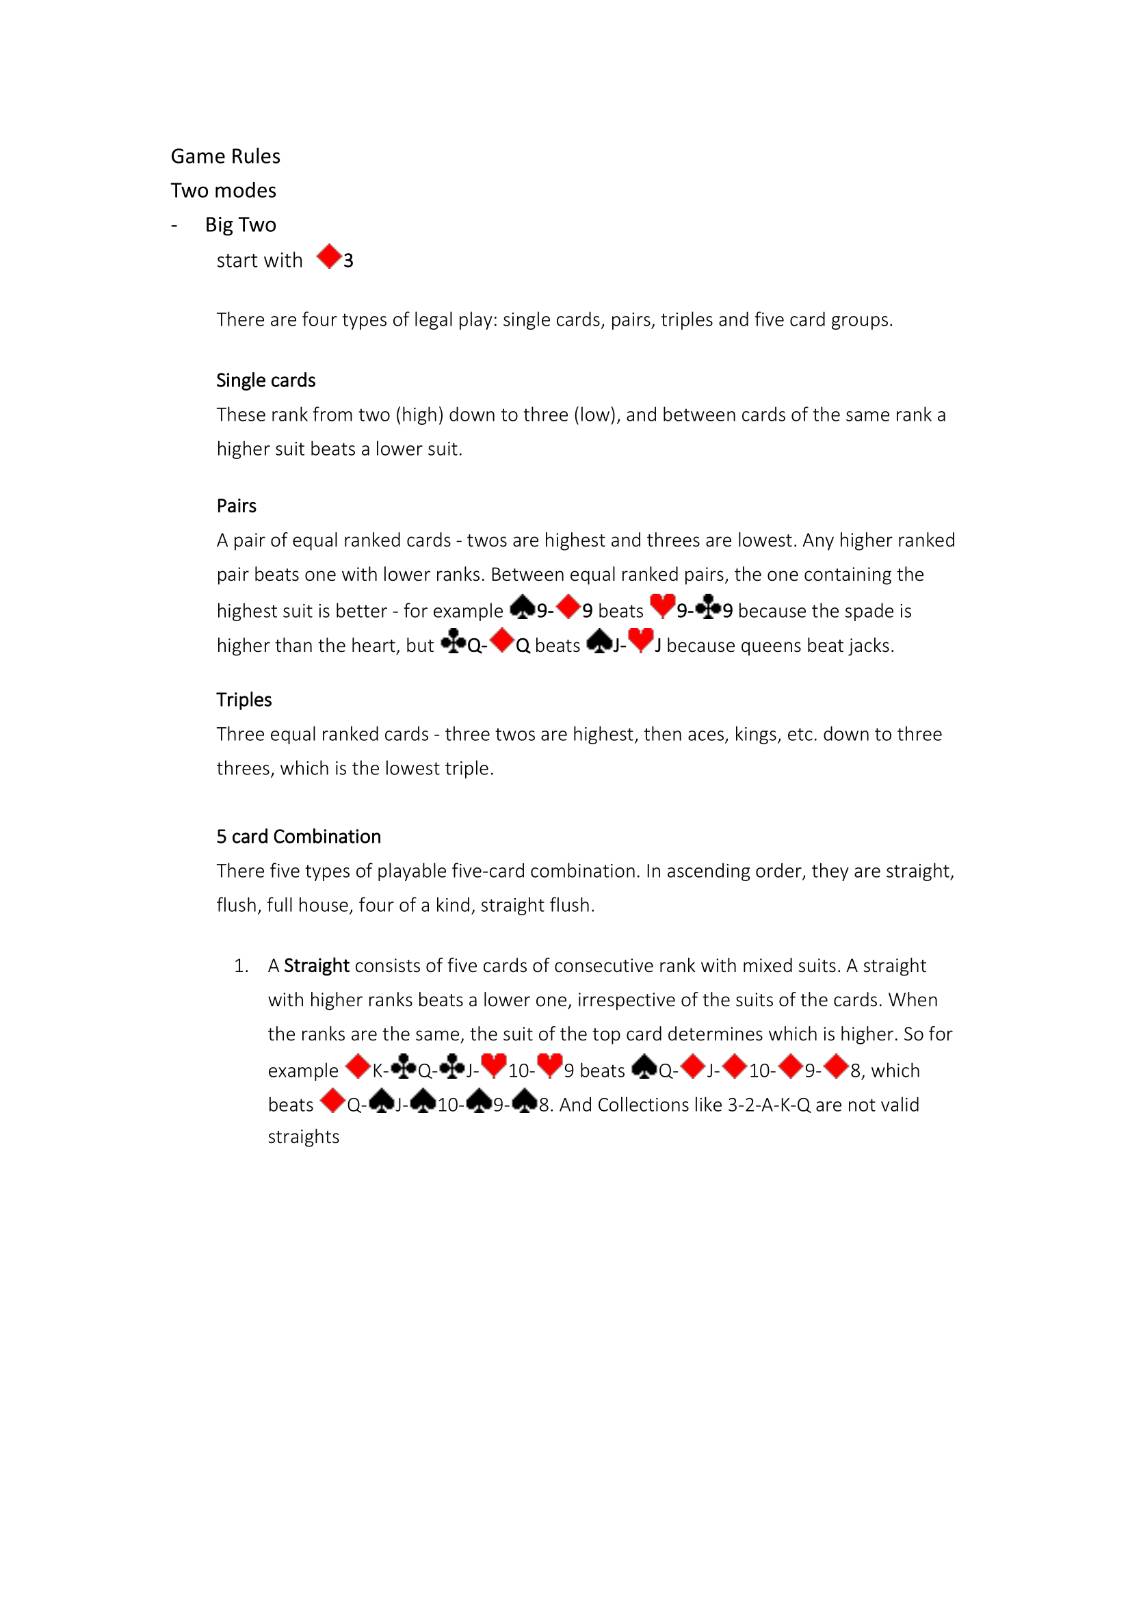 Game Rules
Two modes
- Big Two
start with ♦3
There are four types of legal play: single cards, pairs, triples and five card groups.
Single cards
These rank from two (high) down to three (low), and between cards of the same rank a
higher suit beats a lower suit.
Pairs
A pair of equal ranked cards - twos are highest and threes are lowest. Any higher ranked
pair beats one with lower ranks. Between equal ranked pairs, the one containing the
highest suit is better - for example ♠9-♦9 beats ♥9-♣9 because the spade is
higher than the heart, but ♣Q-♦Q beats ♠J-♥J because queens beat jacks.
Triples
Three equal ranked cards - three twos are highest, then aces, kings, etc. down to three
threes, which is the lowest triple.
5 card Combination
There five types of playable five-card combination. In ascending order, they are straight,
flush, full house, four of a kind, straight flush.
1. A Straight consists of five cards of consecutive rank with mixed suits. A straight
with higher ranks beats a lower one, irrespective of the suits of the cards. When
the ranks are the same, the suit of the top card determines which is higher. So for
example ♦K-♣Q-♣J-♥10-♥9 beats ♠Q-♦J-♦10-♦9-♦8, which
beats ♦Q-♠J-♠10-♠9-♠8. And Collections like 3-2-A-K-Q are not valid
straights